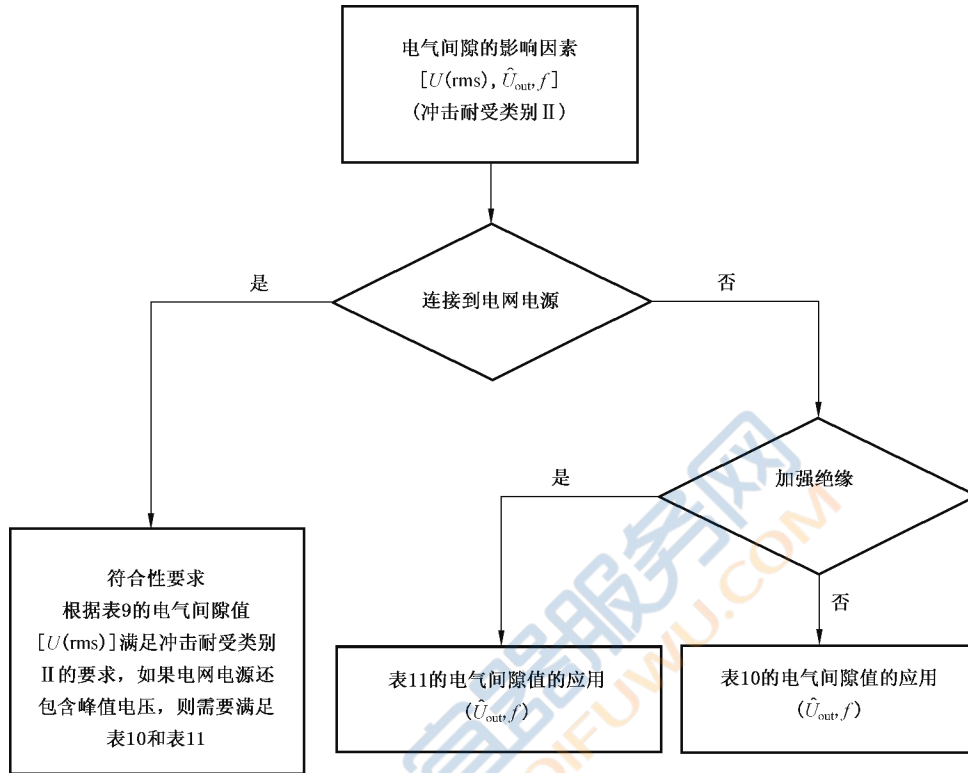 电气间隙的影响因素
[U(rms), Û_out, f]
(冲击耐受类别Ⅱ)
是
连接到电网电源
否
是
加强绝缘
否
符合性要求
根据表9的电气间隙值
[U(rms)]满足冲击耐受类别
Ⅱ的要求，如果电网电源还
包含峰值电压，则需要满足
表10和表11
表11的电气间隙值的应用
(Û_out, f)
表10的电气间隙值的应用
(Û_out, f)
器服务网
QIFUWU.COM